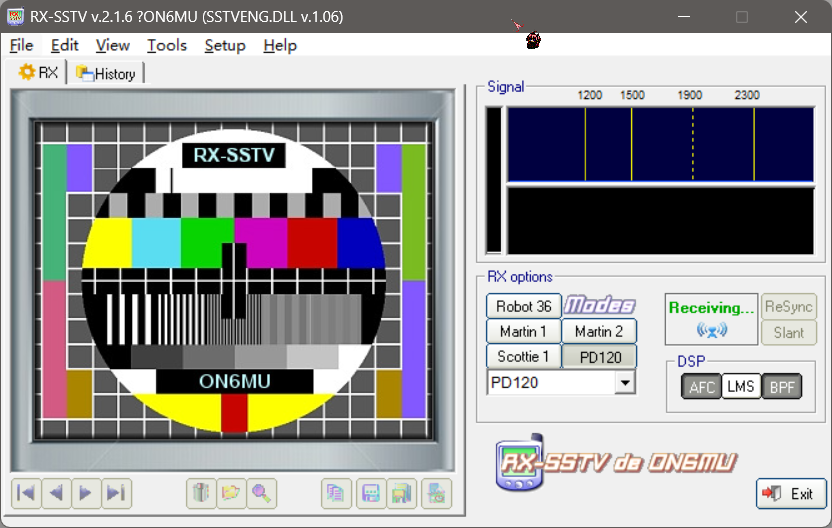 RX-SSTV v.2.1.6 ?ON6MU (SSTVENG.DLL v.1.06)
File Edit View Tools Setup Help
RX History
RX-SSTV
ON6MU
Signal
1200 1500 1900 2300
RX options
Robot 36 Modes
Martin 1 Martin 2
Scottie 1 PD120
PD120
Receiving...
ReSync
Slant
DSP
AFC LMS BPF
RX-SSTV de ON6MU
Exit